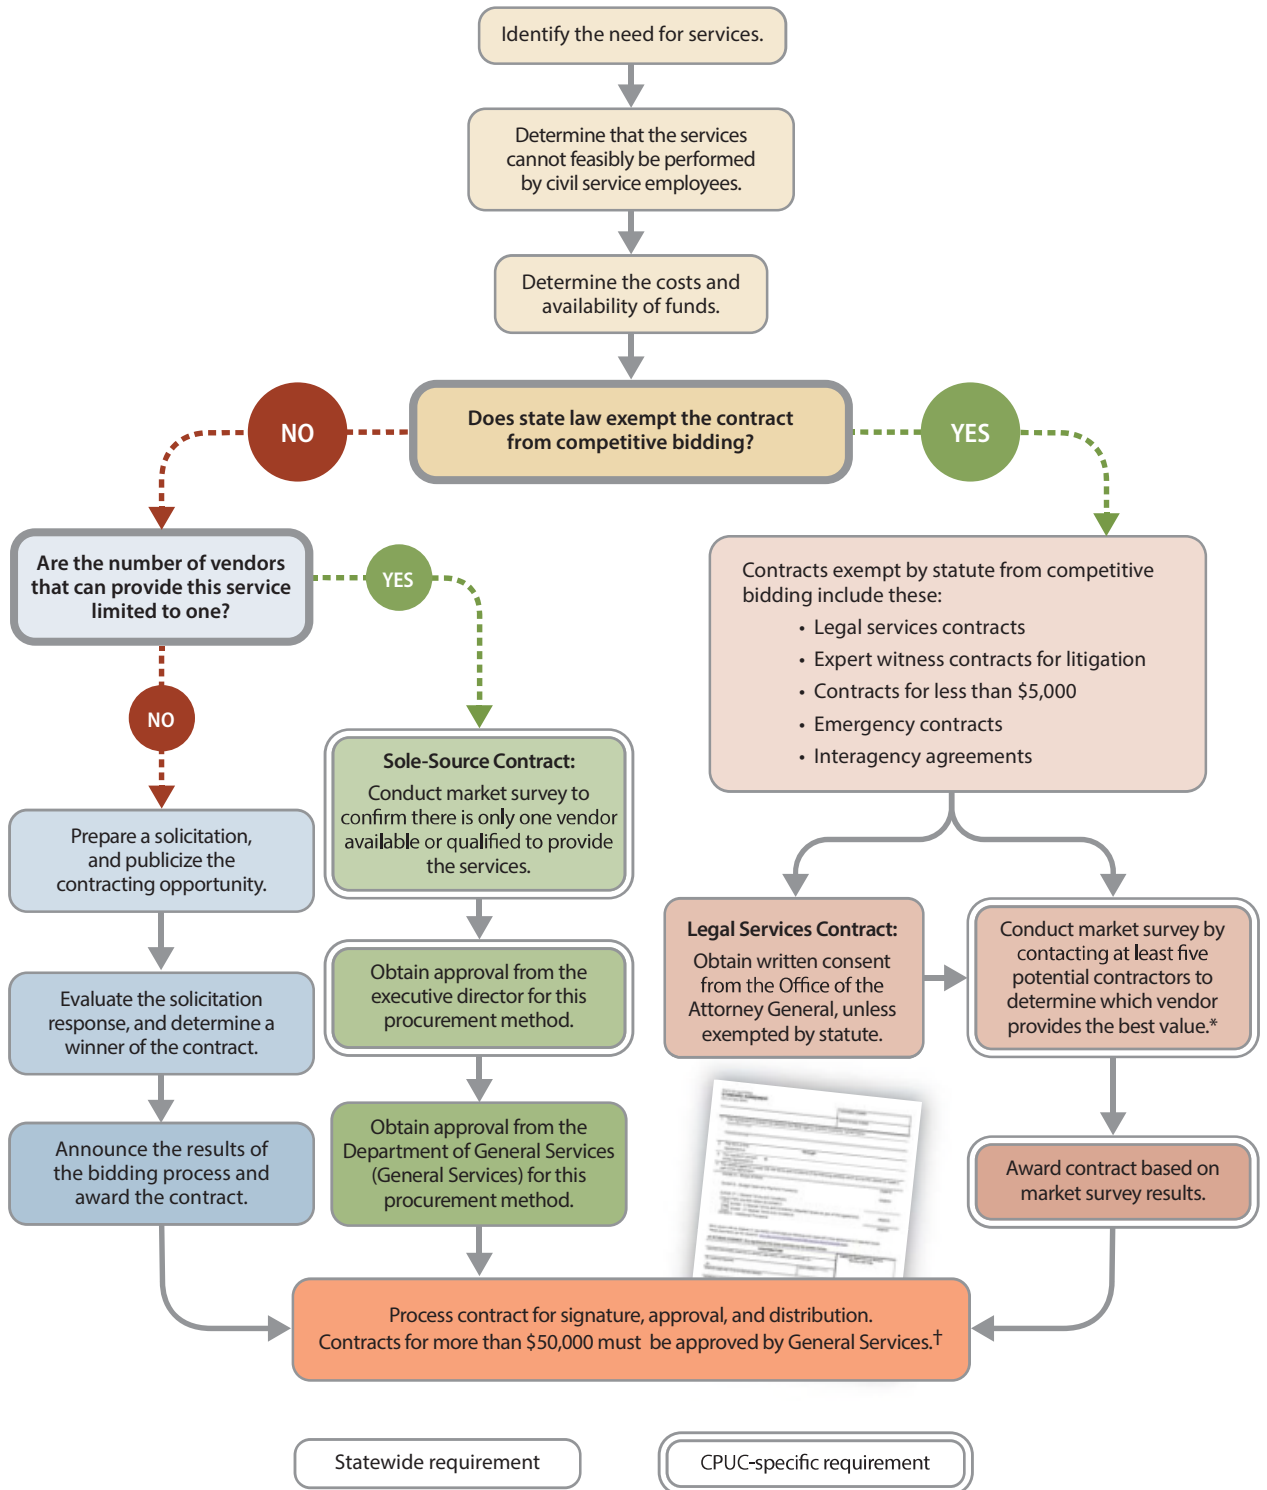 Identify the need for services.
Determine that the services
cannot feasibly be performed
by civil service employees.
Determine the costs and
availability of funds.
Does state law exempt the contract
from competitive bidding?
NO
YES
Are the number of vendors
that can provide this service
limited to one?
YES
NO
Contracts exempt by statute from competitive
bidding include these:
• Legal services contracts
• Expert witness contracts for litigation
• Contracts for less than $5,000
• Emergency contracts
• Interagency agreements
Prepare a solicitation,
and publicize the
contracting opportunity.
Evaluate the solicitation
response, and determine a
winner of the contract.
Announce the results of
the bidding process and
award the contract.
Sole-Source Contract:
Conduct market survey to
confirm there is only one vendor
available or qualified to provide
the services.
Obtain approval from the
executive director for this
procurement method.
Obtain approval from the
Department of General Services
(General Services) for this
procurement method.
Legal Services Contract:
Obtain written consent
from the Office of the
Attorney General, unless
exempted by statute.
Conduct market survey by
contacting at least five
potential contractors to
determine which vendor
provides the best value.*
Award contract based on
market survey results.
Process contract for signature, approval, and distribution.
Contracts for more than $50,000 must be approved by General Services.†
Statewide requirement
CPUC-specific requirement